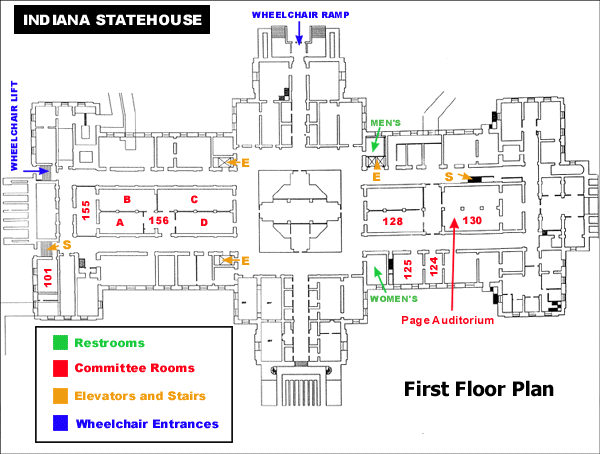 INDIANA STATEHOUSE
WHEELCHAIR RAMP
WHEELCHAIR LIFT
MEN'S
E
E
S
155
B
C
A
156
D
128
130
S
E
101
125
124
WOMEN'S
Page Auditorium
Restrooms
Committee Rooms
Elevators and Stairs
Wheelchair Entrances
First Floor Plan